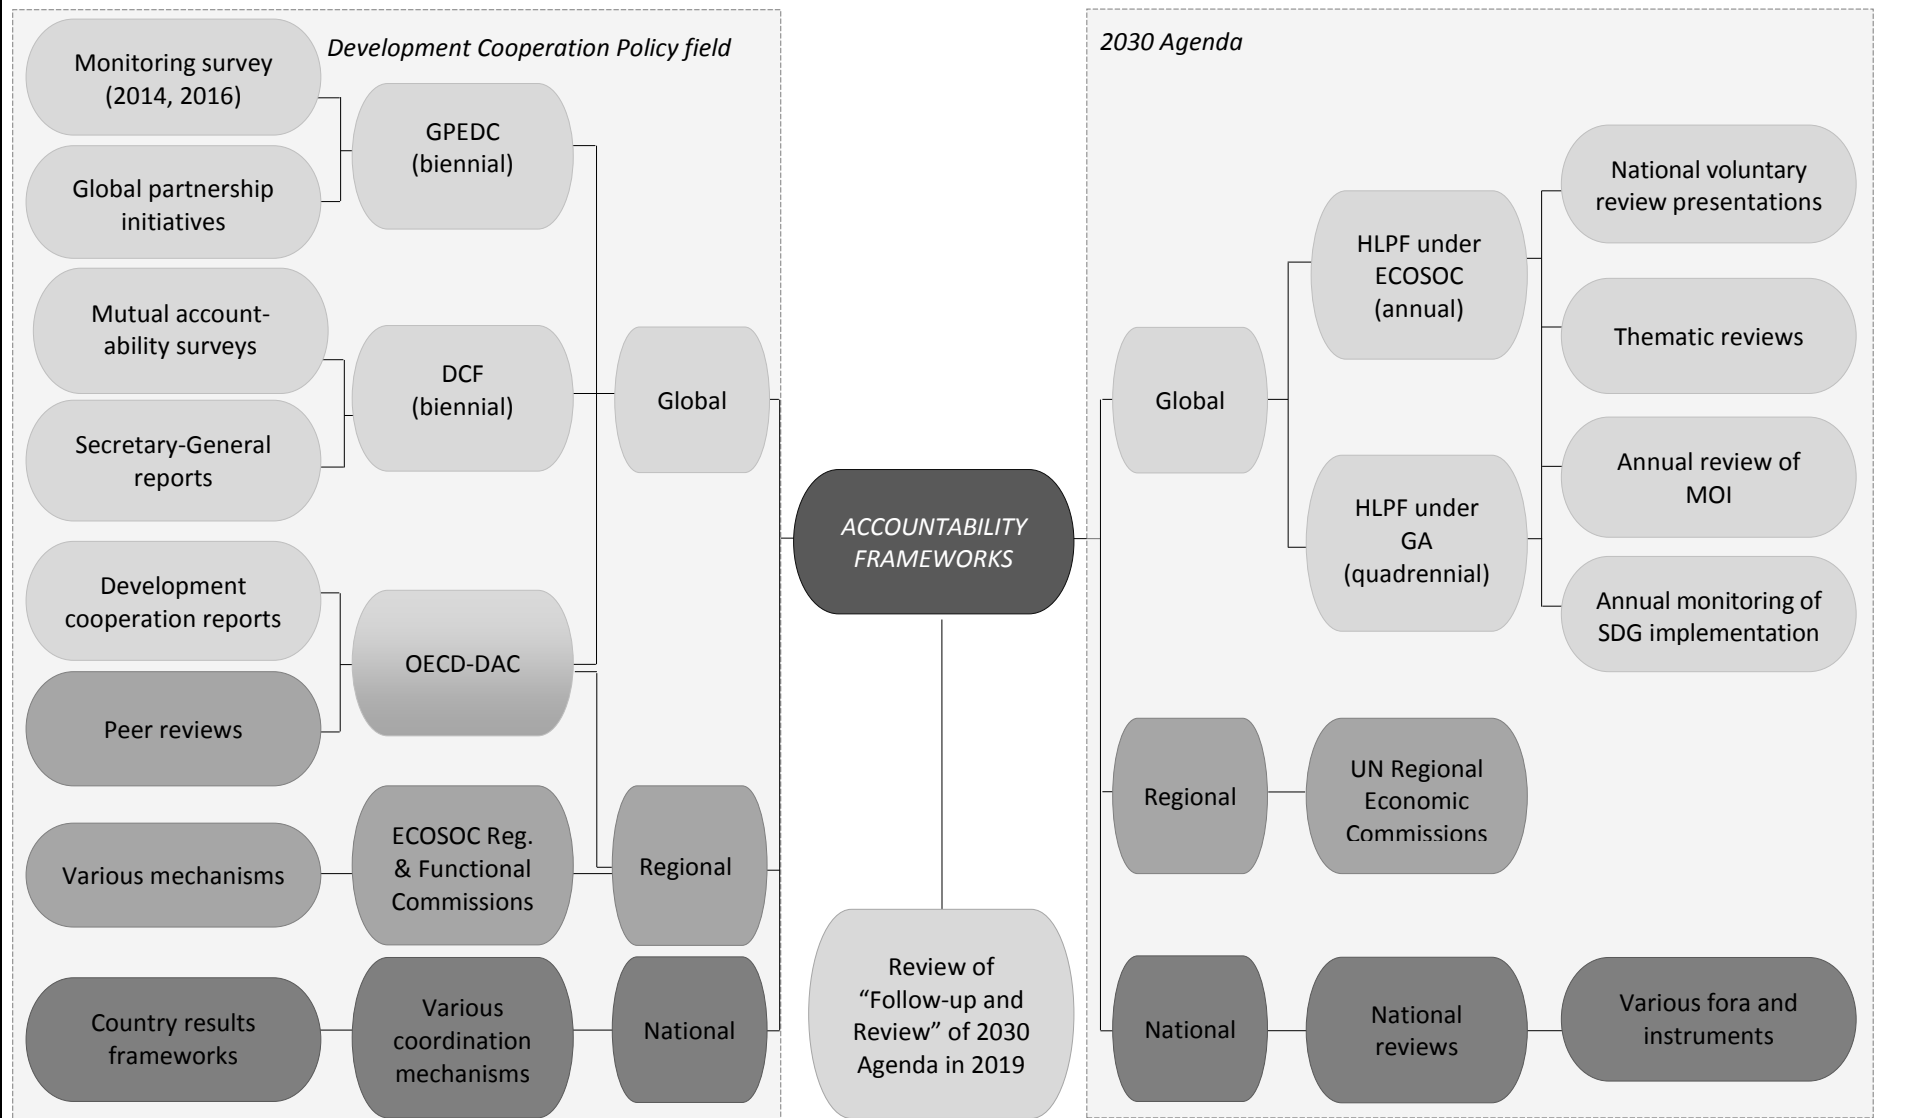 Development Cooperation Policy field
Monitoring survey
(2014, 2016)
Global partnership
initiatives
GPEDC
(biennial)
Mutual account-
ability surveys
Secretary-General
reports
DCF
(biennial)
Global
Development
cooperation reports
Peer reviews
OECD-DAC
Various mechanisms
ECOSOC Reg.
& Functional
Commissions
Regional
Country results
frameworks
Various
coordination
mechanisms
National
ACCOUNTABILITY
FRAMEWORKS
Review of
“Follow-up and
Review” of 2030
Agenda in 2019
2030 Agenda
Global
HLPF under
ECOSOC
(annual)
HLPF under
GA
(quadrennial)
National voluntary
review presentations
Thematic reviews
Annual review of
MOI
Annual monitoring of
SDG implementation
Regional
UN Regional
Economic
Commissions
National
National
reviews
Various fora and
instruments